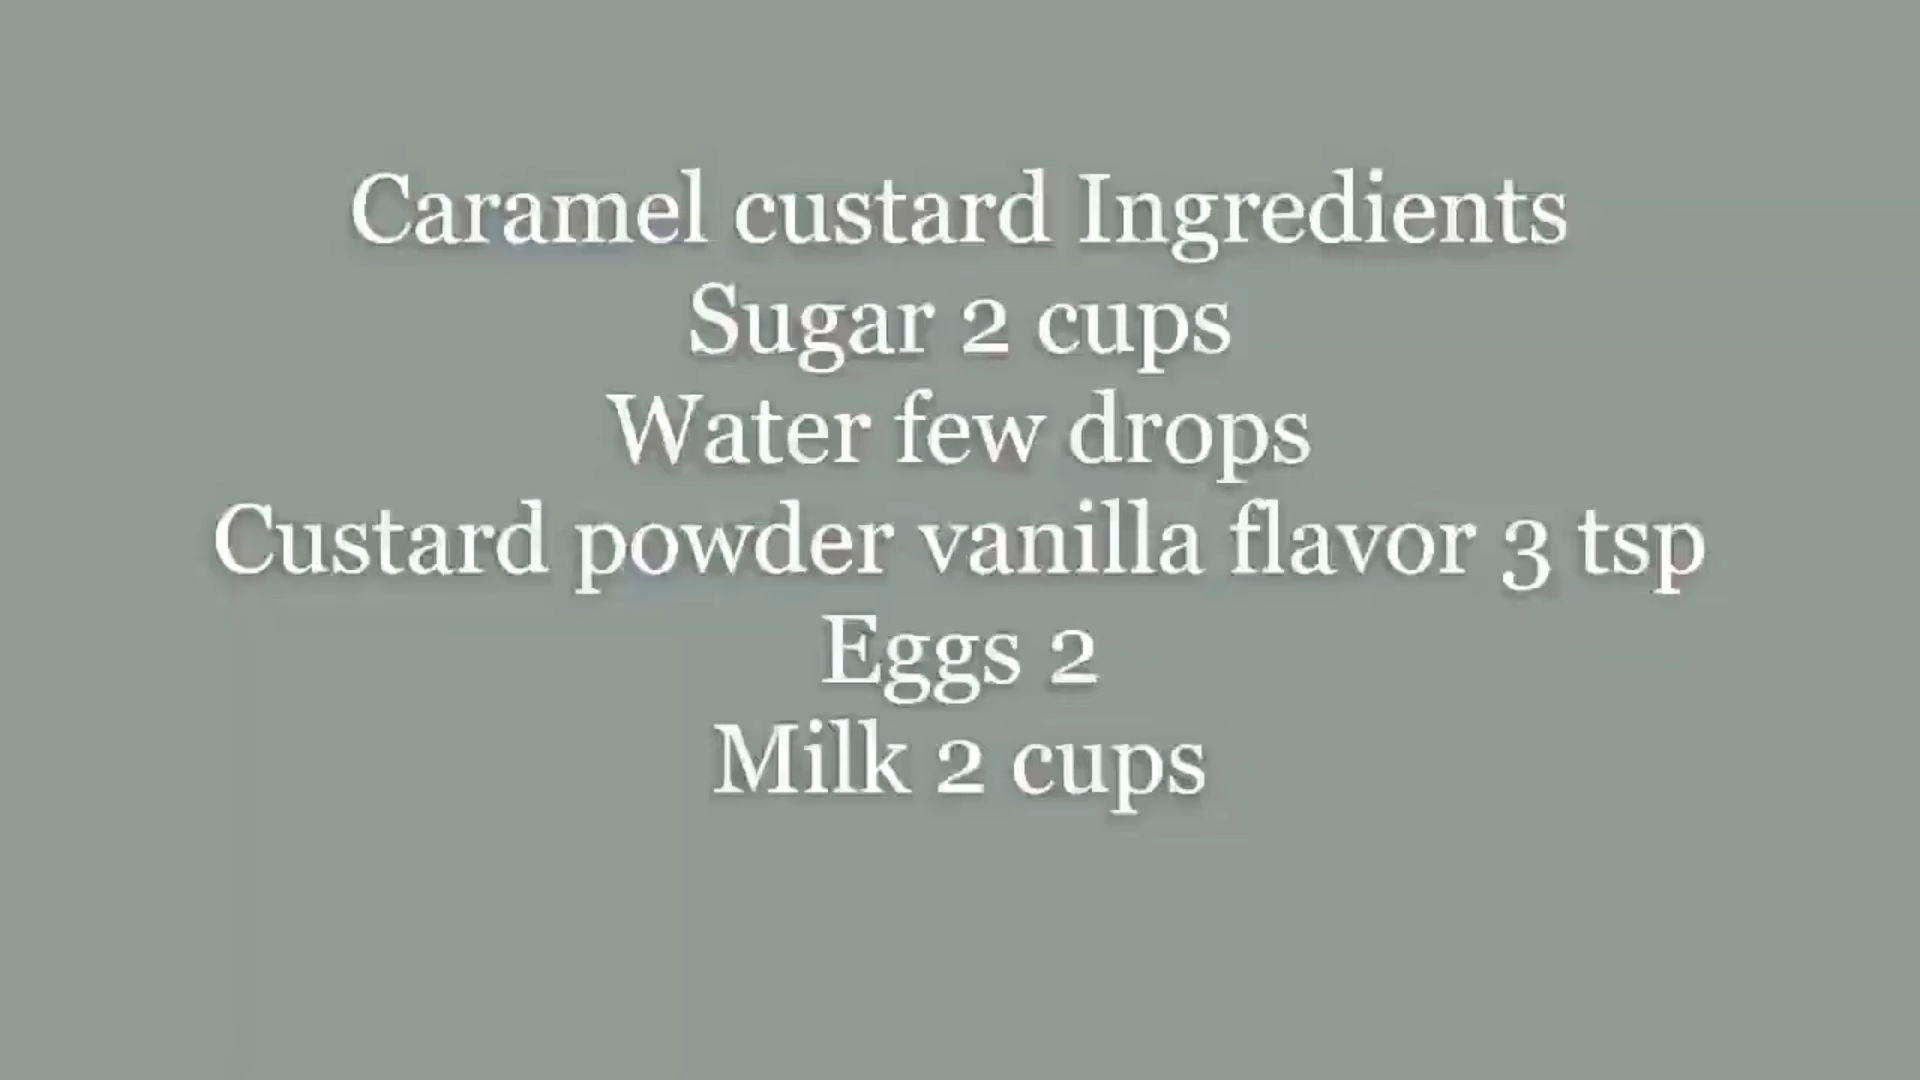 Caramel custard Ingredients
Sugar 2 cups
Water few drops
Custard powder vanilla flavor 3 tsp
Eggs 2
Milk 2 cups